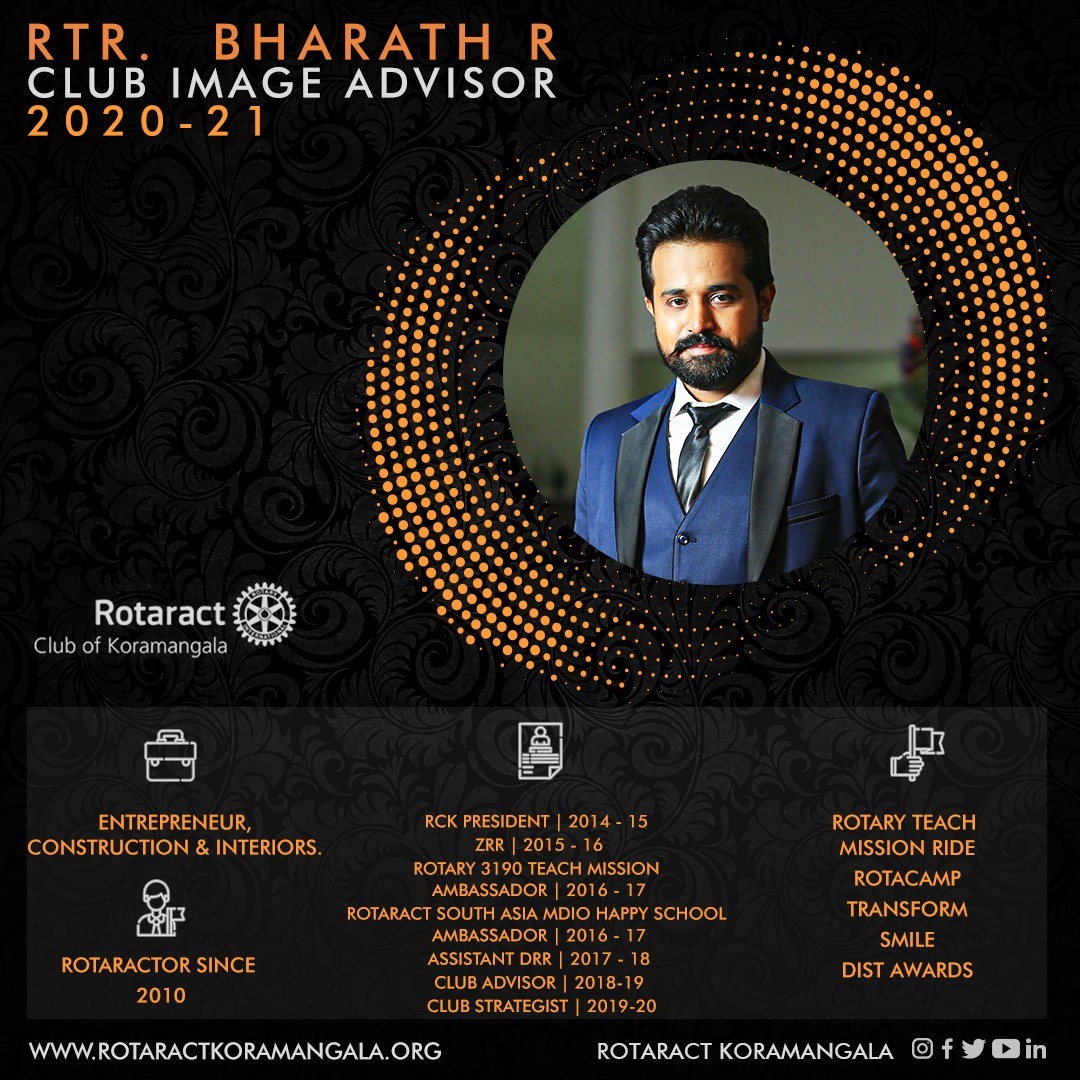 RTR. BHARATH R
CLUB IMAGE ADVISOR
2020-21
Rotaract
Club of Koramangala
ROTARY
INTERNATIONAL
ENTREPRENEUR,
CONSTRUCTION & INTERIORS.
ROTARACTOR SINCE
2010
RCK PRESIDENT | 2014 - 15
ZRR | 2015 - 16
ROTARY 3190 TEACH MISSION
AMBASSADOR | 2016 - 17
ROTARACT SOUTH ASIA MDIO HAPPY SCHOOL
AMBASSADOR | 2016 - 17
ASSISTANT DRR | 2017 - 18
CLUB ADVISOR | 2018-19
CLUB STRATEGIST | 2019-20
ROTARY TEACH
MISSION RIDE
ROTACAMP
TRANSFORM
SMILE
DIST AWARDS
WWW.ROTARACTKORAMANGALA.ORG
ROTARACT KORAMANGALA